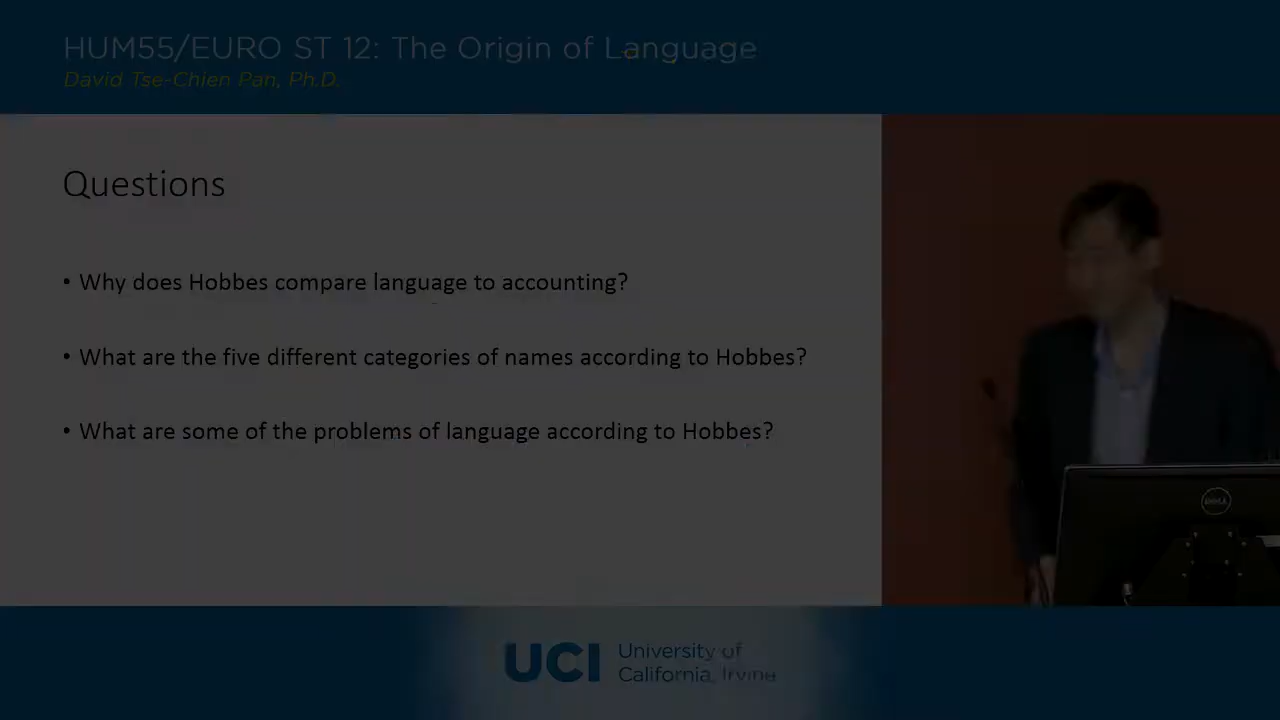 HUM55/EURO ST 12: The Origin of Language
David Tse-Chien Pan, Ph.D.
Questions
• Why does Hobbes compare language to accounting?
• What are the five different categories of names according to Hobbes?
• What are some of the problems of language according to Hobbes?
DELL
UCI University of
California, Irvine